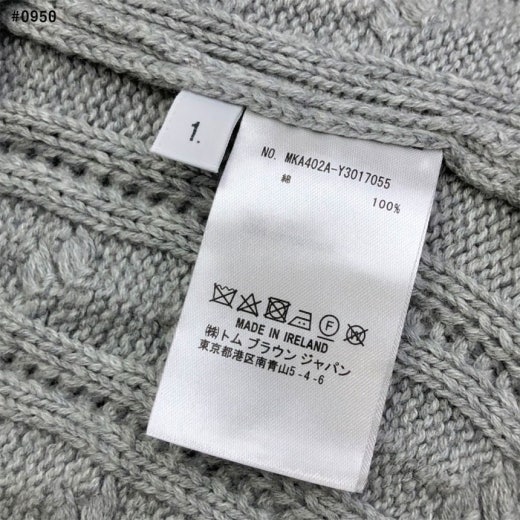 #0950
1.
NO. MKA402A-Y3017055
綿
100%
MADE IN IRELAND
㈱トム ブラウン ジャパン
東京都港区南青山5-4-6